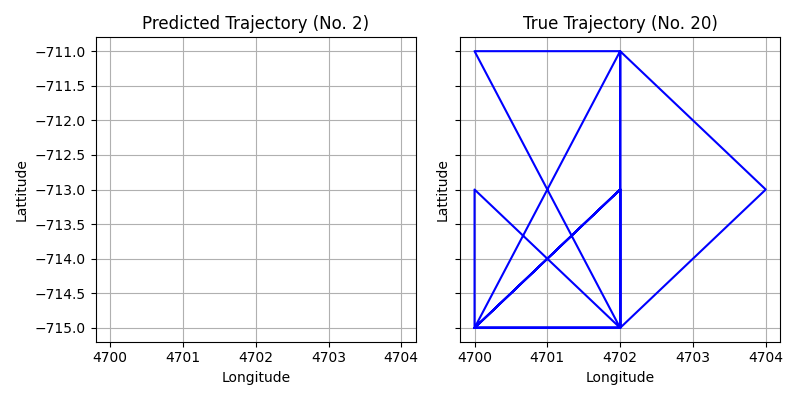 Predicted Trajectory (No. 2)
True Trajectory (No. 20)
−711.0
−711.5
−712.0
−712.5
−713.0
−713.5
−714.0
−714.5
−715.0
Lattitude
Lattitude
4700 4701 4702 4703 4704
4700 4701 4702 4703 4704
Longitude
Longitude